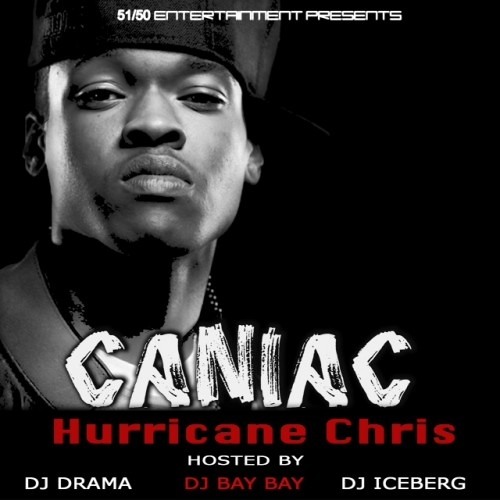 51/50 ENTERTAINMENT PRESENTS
CANIAC
Hurricane Chris
HOSTED BY
DJ DRAMA DJ BAY BAY DJ ICEBERG